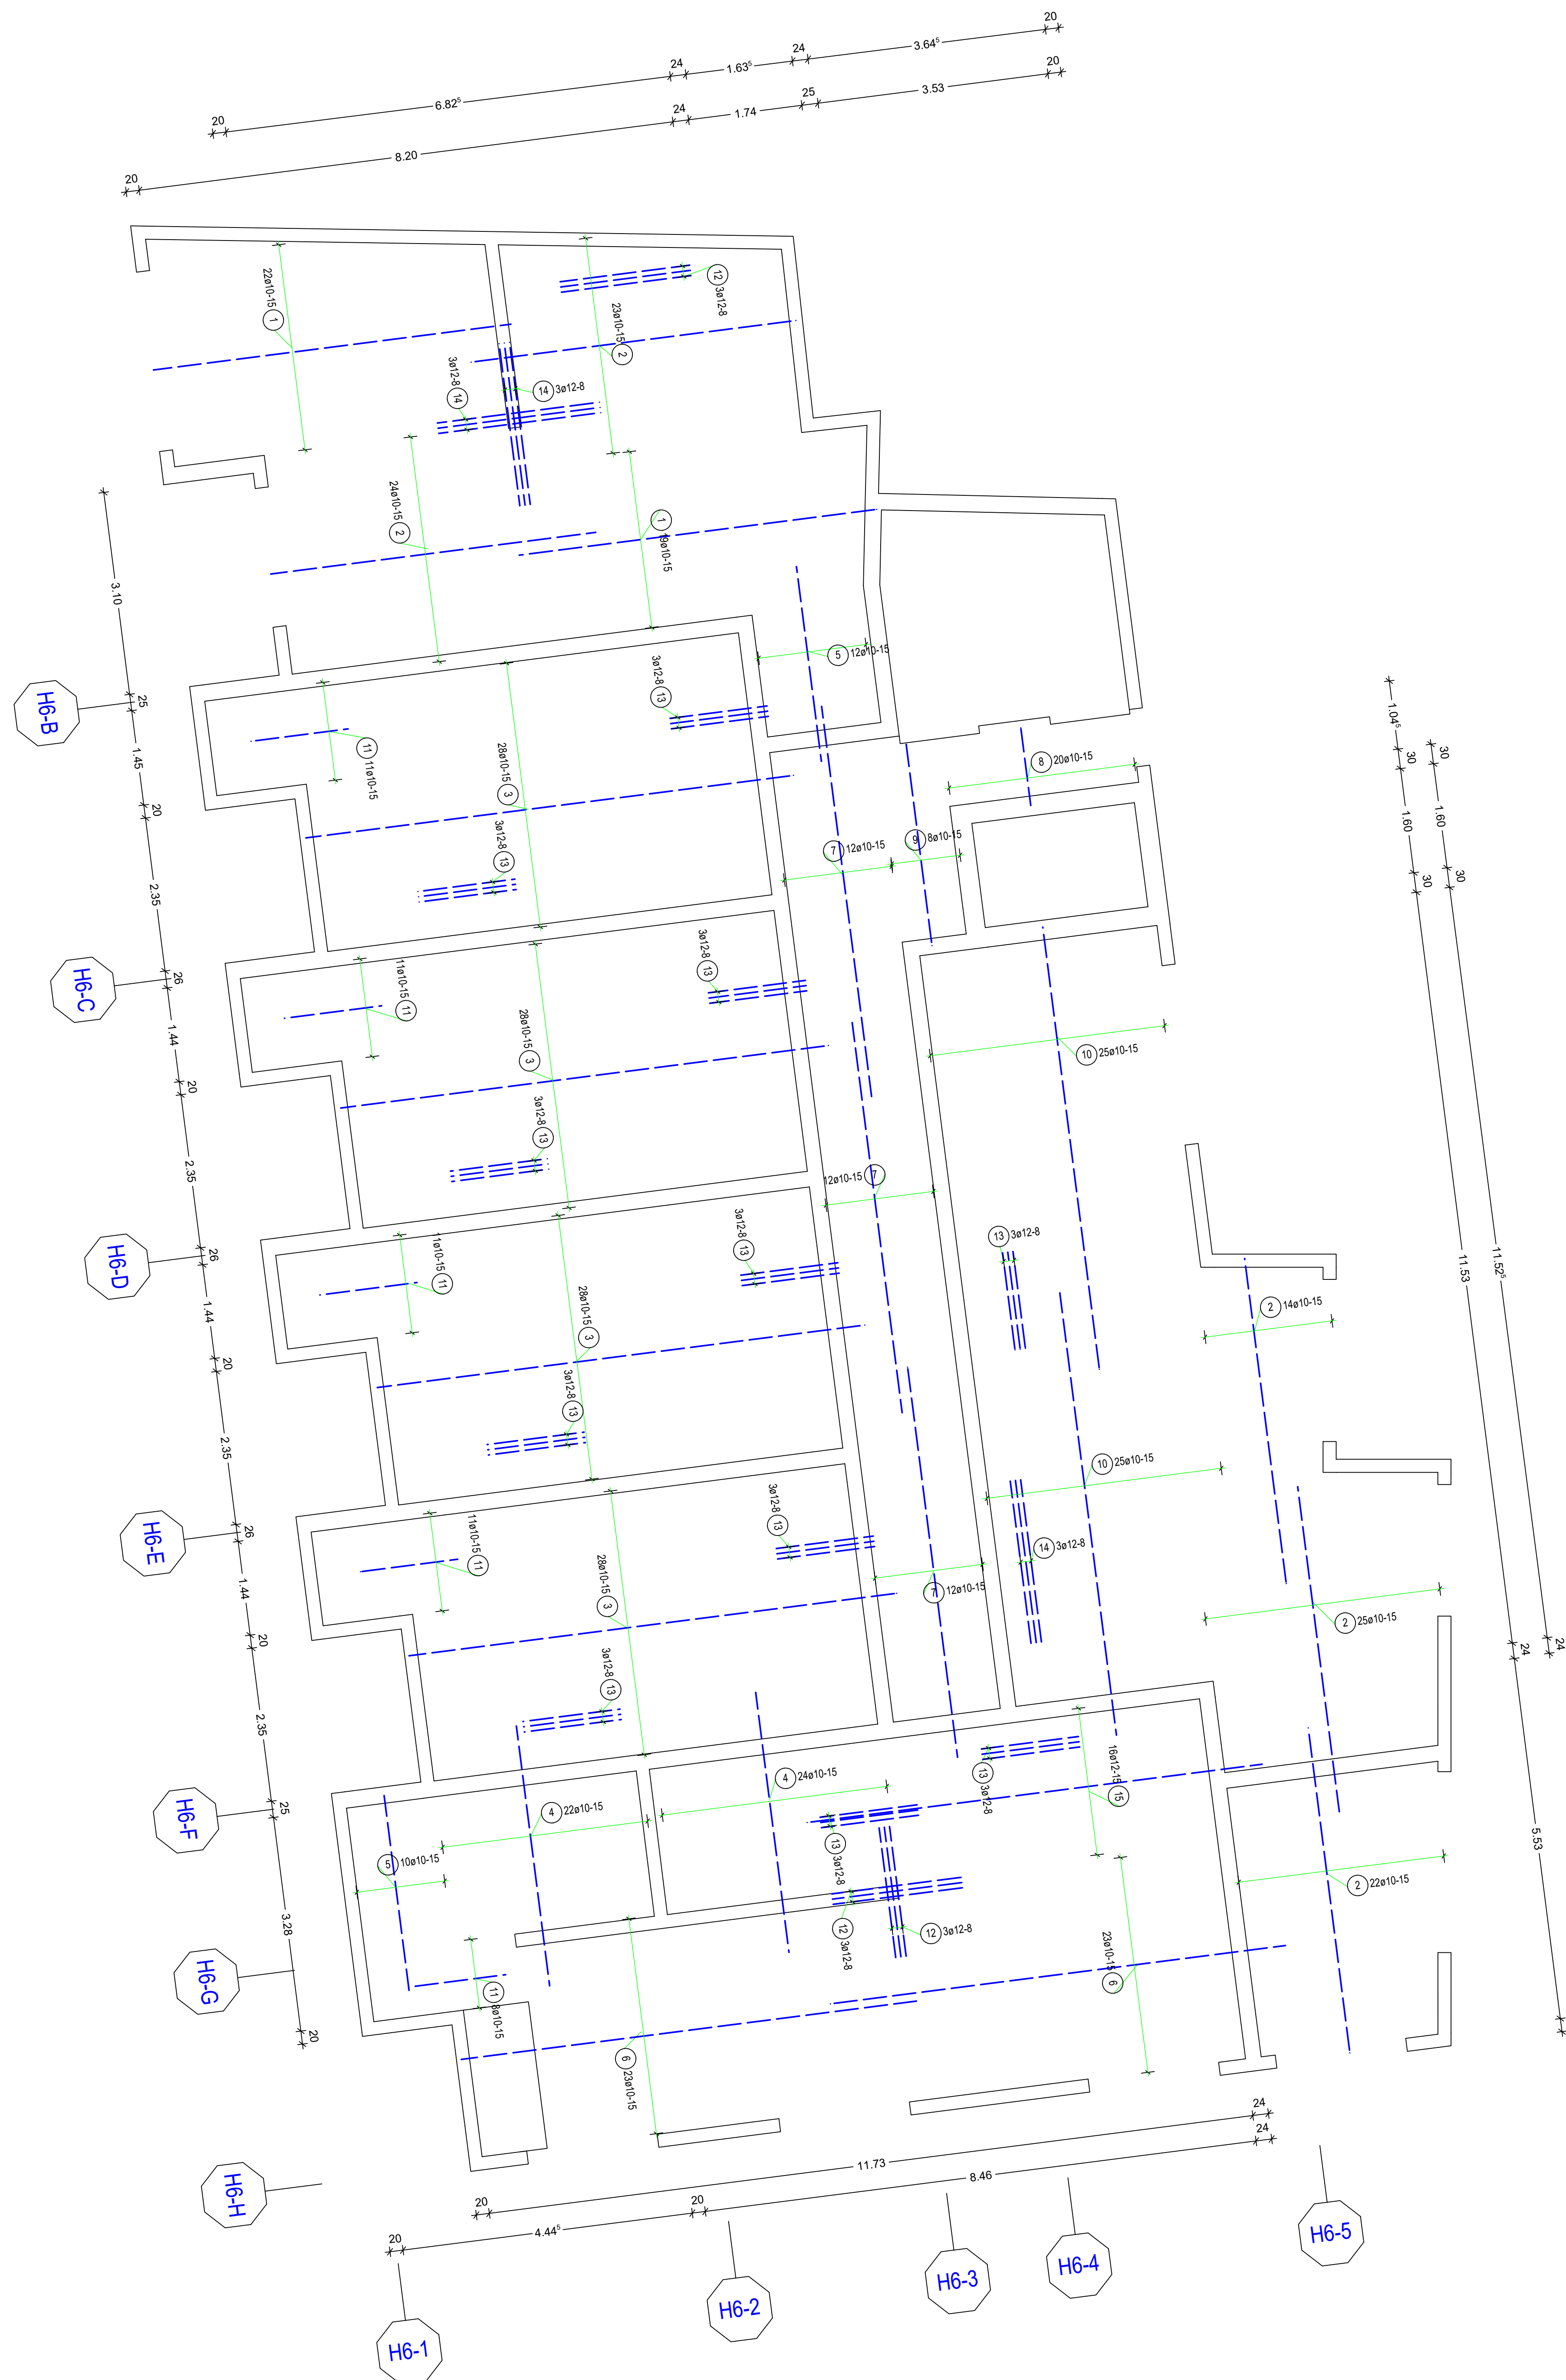 20
24
24
3.64⁵
1.63⁵
6.82⁵
20
20
3.53
25
1.74
24
8.20
20
22ø10-15 1
12 3ø12-8
23ø10-15 2
3ø12-8 14
14 3ø12-8
24ø10-15 2
1 19ø10-15
3.10
5 12ø10-15
3ø12-8 13
H6-B
25
11 11ø10-15
28ø10-15 3
8 20ø10-15
1.45
20
3ø12-8 13
7 12ø10-15
9 8ø10-15
1.04⁵
30
30
1.60
1.60
30
30
2.35
H6-C
26
11ø10-15 11
3ø12-8 13
28ø10-15 3
10 25ø10-15
1.44
20
3ø12-8 13
2.35
12ø10-15 7
H6-D
26
11ø10-15 11
3ø12-8 13
13 3ø12-8
28ø10-15 3
2 14ø10-15
11.53
11.52⁵
1.44
20
3ø12-8 13
2.35
10 25ø10-15
H6-E
26
11ø10-15 11
3ø12-8 13
14 3ø12-8
28ø10-15 3
7 12ø10-15
2 25ø10-15
1.44
20
24
24
3ø12-8 13
2.35
13 3ø12-8
16ø12-15 15
4 24ø10-15
H6-F
25
4 22ø10-15
13 3ø12-8
5 10ø10-15
5.53
2 22ø10-15
3.28
12 3ø12-8
12 3ø12-8
H6-G
23ø10-15 6
11 8ø10-15
20
6 23ø10-15
H6-H
24
24
11.73
8.46
20
20
4.44⁵
20
H6-5
H6-4
H6-3
H6-2
H6-1